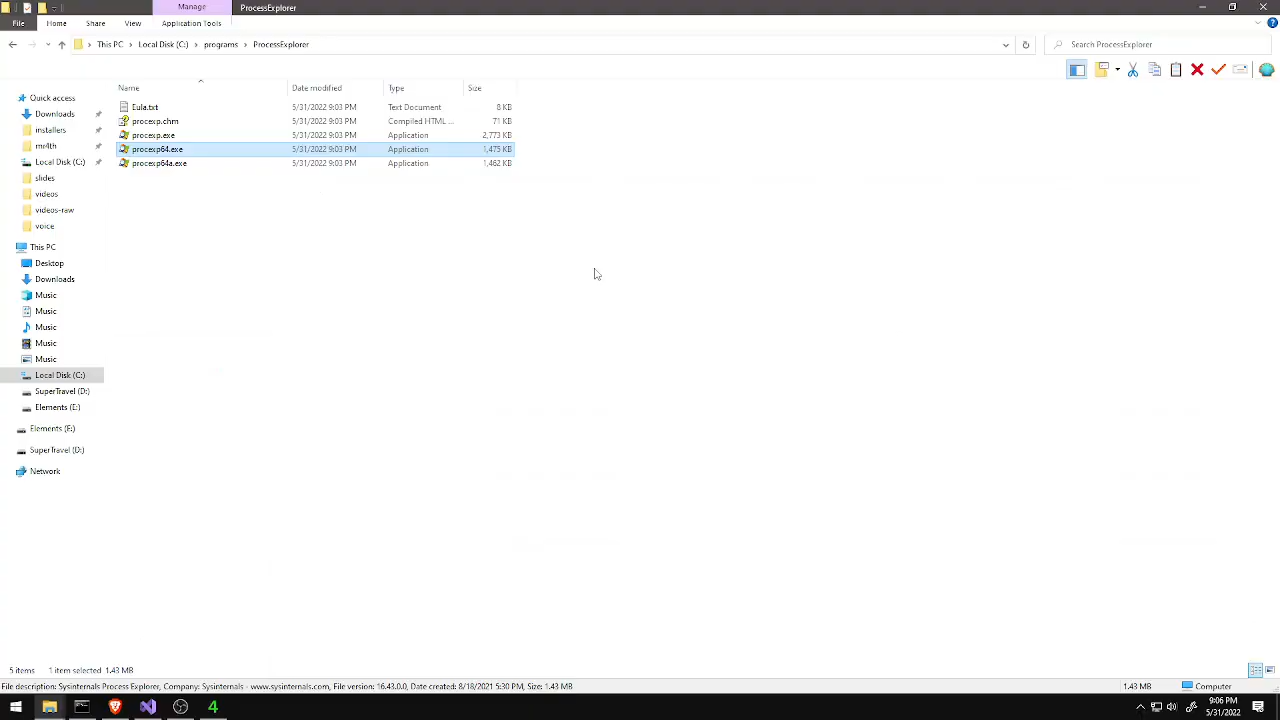 Manage
ProcessExplorer
File
Home
Share
View
Application Tools
This PC
Local Disk (C:)
programs
ProcessExplorer
Search ProcessExplorer
Name
Date modified
Type
Size
Eula.txt
5/31/2022 9:03 PM
Text Document
8 KB
procexp.chm
5/31/2022 9:03 PM
Compiled HTML ...
71 KB
procexp.exe
5/31/2022 9:03 PM
Application
2,773 KB
procexp64.exe
5/31/2022 9:03 PM
Application
1,475 KB
procexp64a.exe
5/31/2022 9:03 PM
Application
1,462 KB
Quick access
Downloads
installers
mr4th
Local Disk (C:)
slides
videos
videos-raw
voice
This PC
Desktop
Downloads
Music
Music
Music
Music
Music
Local Disk (C:)
SuperTravel (D:)
Elements (E:)
Elements (E:)
SuperTravel (D:)
Network
5 items
1 item selected 1.43 MB
File description: Sysinternals Process Explorer, Company: Sysinternals - www.sysinternals.com, File version: 16.43.0.0, Date created: 8/18/2021 5:30 PM, Size: 1.43 MB
1.43 MB
Computer
4
9:06 PM
5/31/2022